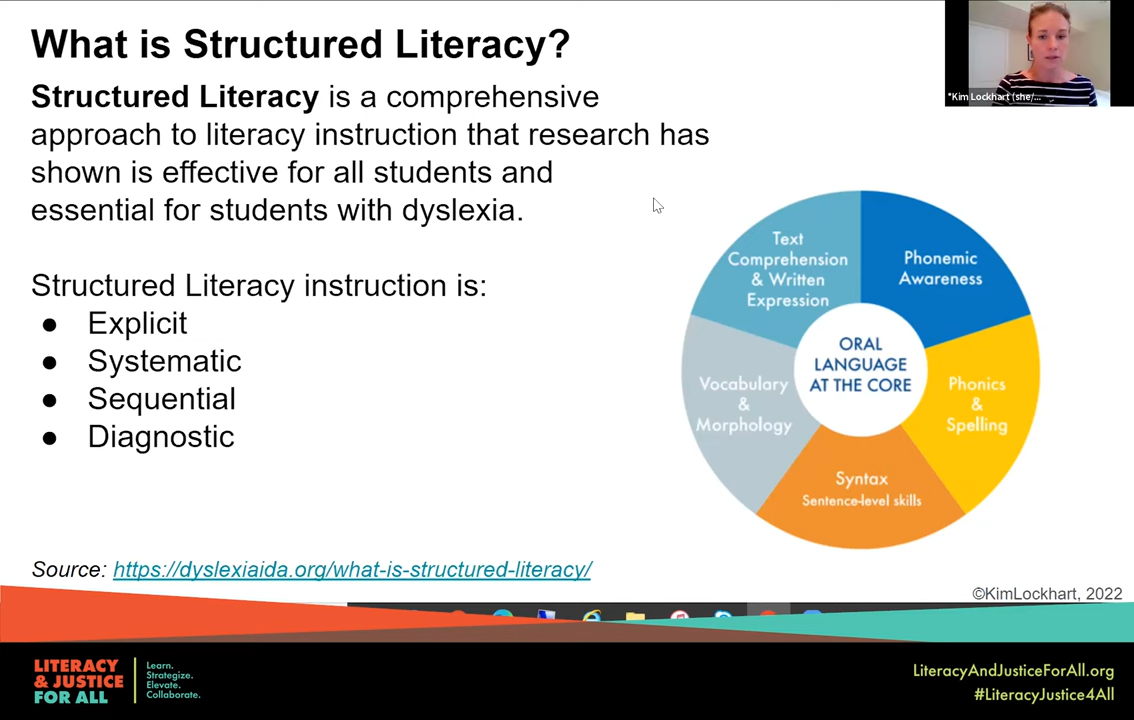 What is Structured Literacy?
*Kim Lockhart (she/...
Structured Literacy is a comprehensive
approach to literacy instruction that research has
shown is effective for all students and
essential for students with dyslexia.
Structured Literacy instruction is:
● Explicit
● Systematic
● Sequential
● Diagnostic
Text
Comprehension
& Written
Expression
Phonemic
Awareness
ORAL
LANGUAGE
AT THE CORE
Vocabulary
&
Morphology
Phonics
&
Spelling
Syntax
Sentence-level skills
Source: https://dyslexiaida.org/what-is-structured-literacy/
©KimLockhart, 2022
LITERACY
& JUSTICE
FOR ALL
Learn.
Strategize.
Elevate.
Collaborate.
LiteracyAndJusticeForAll.org
#LiteracyJustice4All